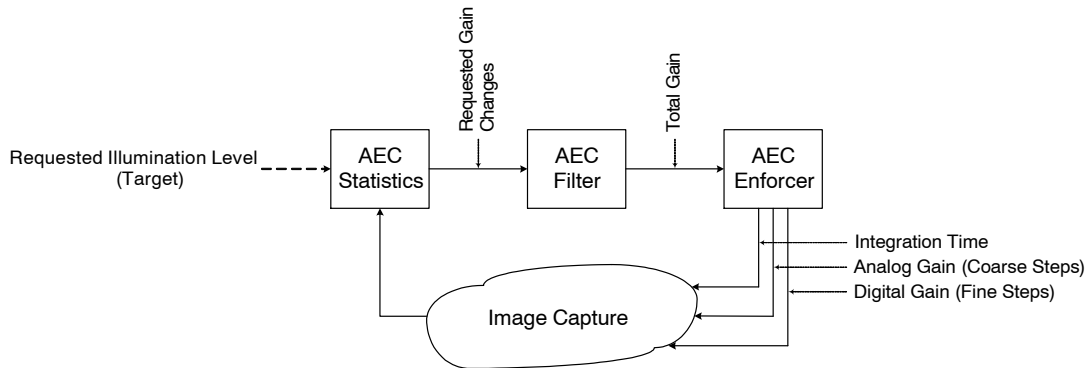 Requested Gain
Changes
Total Gain
Requested Illumination Level
(Target)
AEC
Statistics
AEC
Filter
AEC
Enforcer
Integration Time
Analog Gain (Coarse Steps)
Digital Gain (Fine Steps)
Image Capture